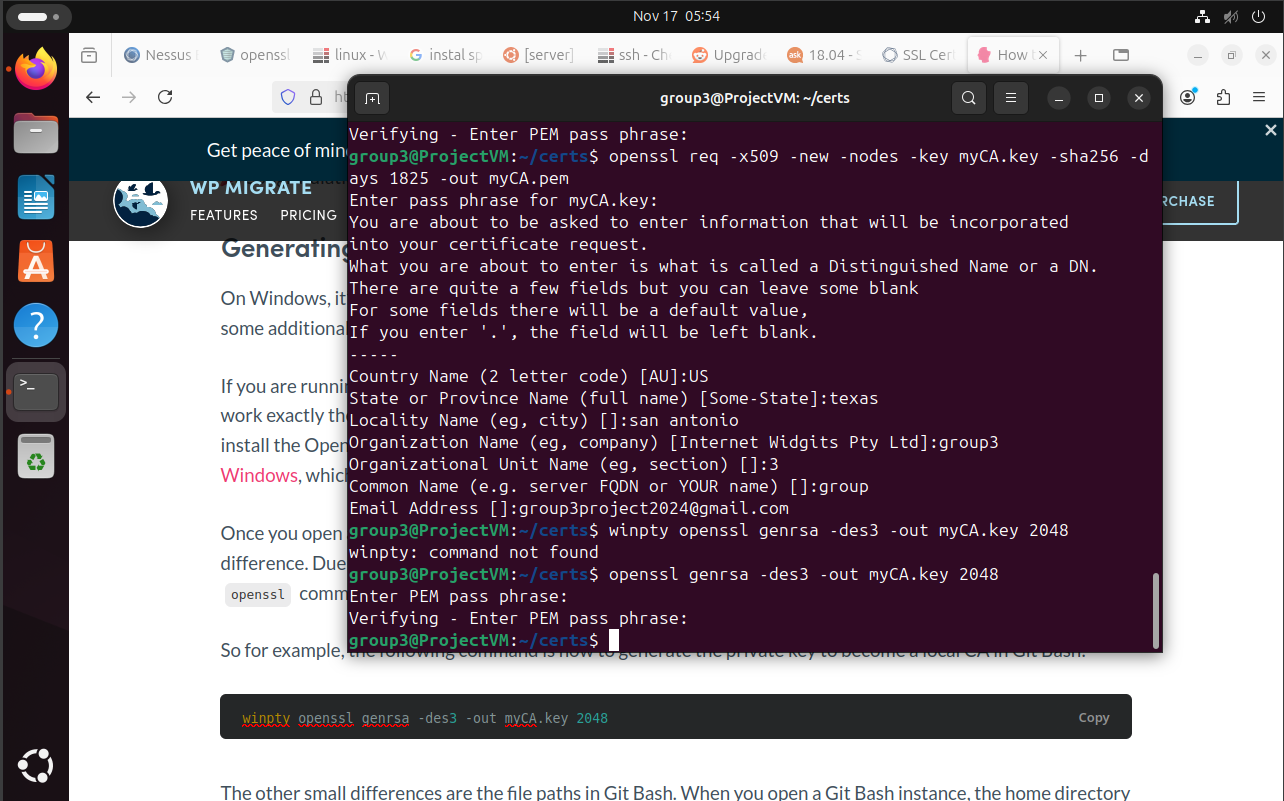 Nov 17 05:54
Nessus
openssl
linux - W
instal sp
[server]
ssh - Che
Upgrade
18.04 - S
SSL Cert
How t
ht
group3@ProjectVM: ~/certs
Get peace of min
WP MIGRATE
FEATURES PRICING
RCHASE
Generating
On Windows, it
some additional
If you are runni
work exactly th
install the Open
Windows, which
Once you open
difference. Due
openssl comm
So for example, the following command is how to generate the private key to become a local CA in Git Bash:
Verifying - Enter PEM pass phrase:
group3@ProjectVM:~/certs$ openssl req -x509 -new -nodes -key myCA.key -sha256 -d
ays 1825 -out myCA.pem
Enter pass phrase for myCA.key:
You are about to be asked to enter information that will be incorporated
into your certificate request.
What you are about to enter is what is called a Distinguished Name or a DN.
There are quite a few fields but you can leave some blank
For some fields there will be a default value,
If you enter '.', the field will be left blank.
-----
Country Name (2 letter code) [AU]:US
State or Province Name (full name) [Some-State]:texas
Locality Name (eg, city) []:san antonio
Organization Name (eg, company) [Internet Widgits Pty Ltd]:group3
Organizational Unit Name (eg, section) []:3
Common Name (e.g. server FQDN or YOUR name) []:group
Email Address []:group3project2024@gmail.com
group3@ProjectVM:~/certs$ winpty openssl genrsa -des3 -out myCA.key 2048
winpty: command not found
group3@ProjectVM:~/certs$ openssl genrsa -des3 -out myCA.key 2048
Enter PEM pass phrase:
Verifying - Enter PEM pass phrase:
group3@ProjectVM:~/certs$
winpty openssl genrsa -des3 -out myCA.key 2048
Copy
The other small differences are the file paths in Git Bash. When you open a Git Bash instance, the home directory